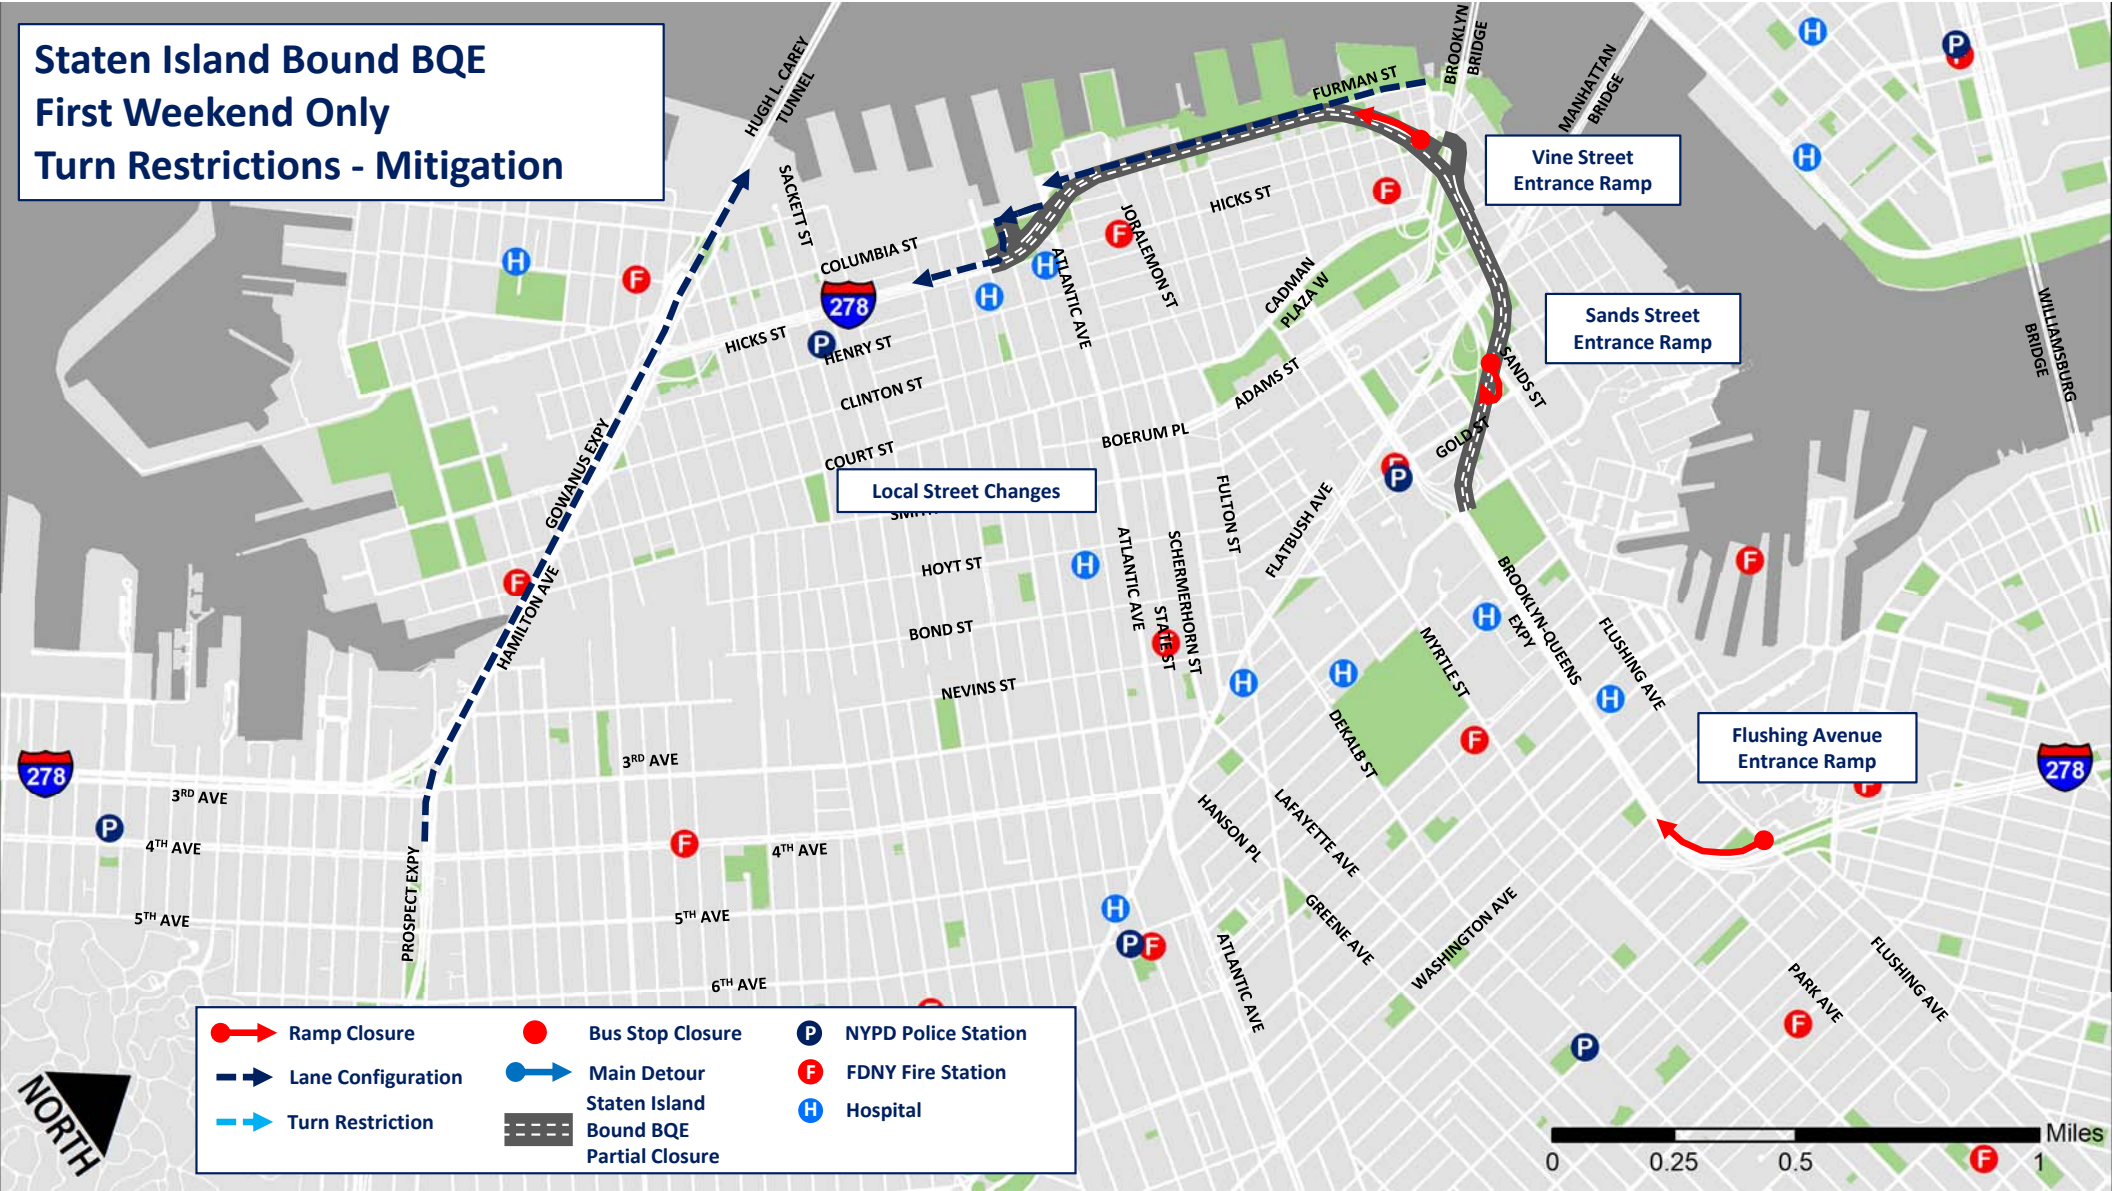 Staten Island Bound BQE
First Weekend Only
Turn Restrictions - Mitigation
HUGH L. CAREY
TUNNEL
BROOKLYN
BRIDGE
MANHATTAN
BRIDGE
WILLIAMSBURG
BRIDGE
FURMAN ST
Vine Street
Entrance Ramp
Sands Street
Entrance Ramp
Flushing Avenue
Entrance Ramp
Local Street Changes
SACKETT ST
COLUMBIA ST
HICKS ST
JORALEMON ST
ATLANTIC AVE
CADMAN
PLAZA W
278
HICKS ST
HENRY ST
CLINTON ST
COURT ST
BOERUM PL
ADAMS ST
SANDS ST
GOLD ST
GOWANUS EXPY
HAMILTON AVE
HOYT ST
BOND ST
NEVINS ST
ATLANTIC AVE
STATE ST
SCHERMERHORN ST
FULTON ST
FLATBUSH AVE
BROOKLYN-QUEENS
EXPY
FLUSHING AVE
MYRTLE ST
DEKALB ST
278
278
3RD AVE
3RD AVE
4TH AVE
4TH AVE
5TH AVE
5TH AVE
6TH AVE
PROSPECT EXPY
HANSON PL
LAFAYETTE AVE
GREENE AVE
WASHINGTON AVE
ATLANTIC AVE
PARK AVE
FLUSHING AVE
Ramp Closure
Lane Configuration
Turn Restriction
Bus Stop Closure
Main Detour
Staten Island
Bound BQE
Partial Closure
P NYPD Police Station
F FDNY Fire Station
H Hospital
NORTH
Miles
0 0.25 0.5 1